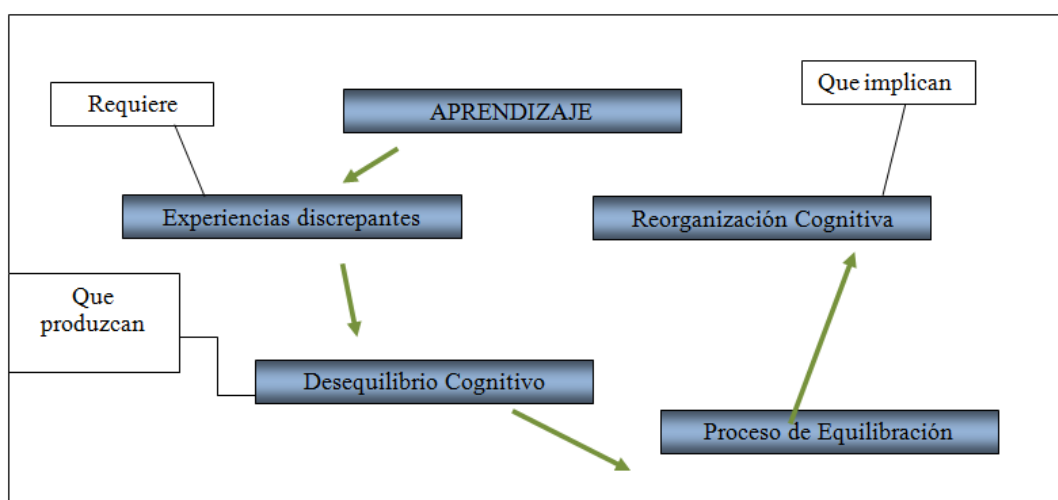 Requiere
APRENDIZAJE
Que implican
Experiencias discrepantes
Reorganización Cognitiva
Que
produzcan
Desequilibrio Cognitivo
Proceso de Equilibración